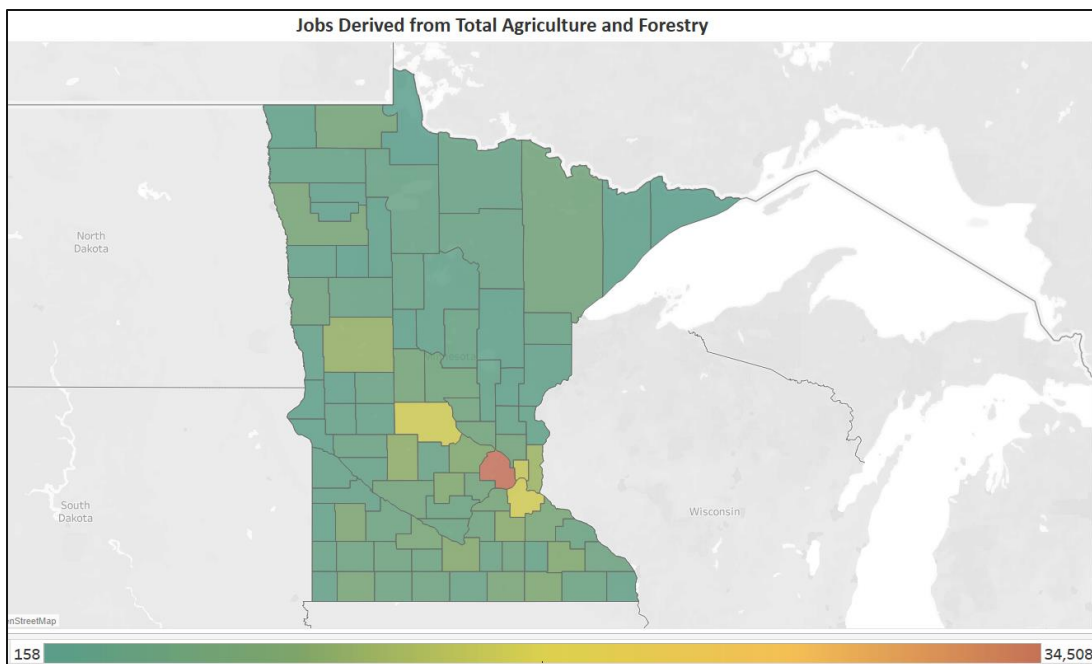 Jobs Derived from Total Agriculture and Forestry
North
Dakota
South
Dakota
Wisconsin
enStreetMap
158
34,508